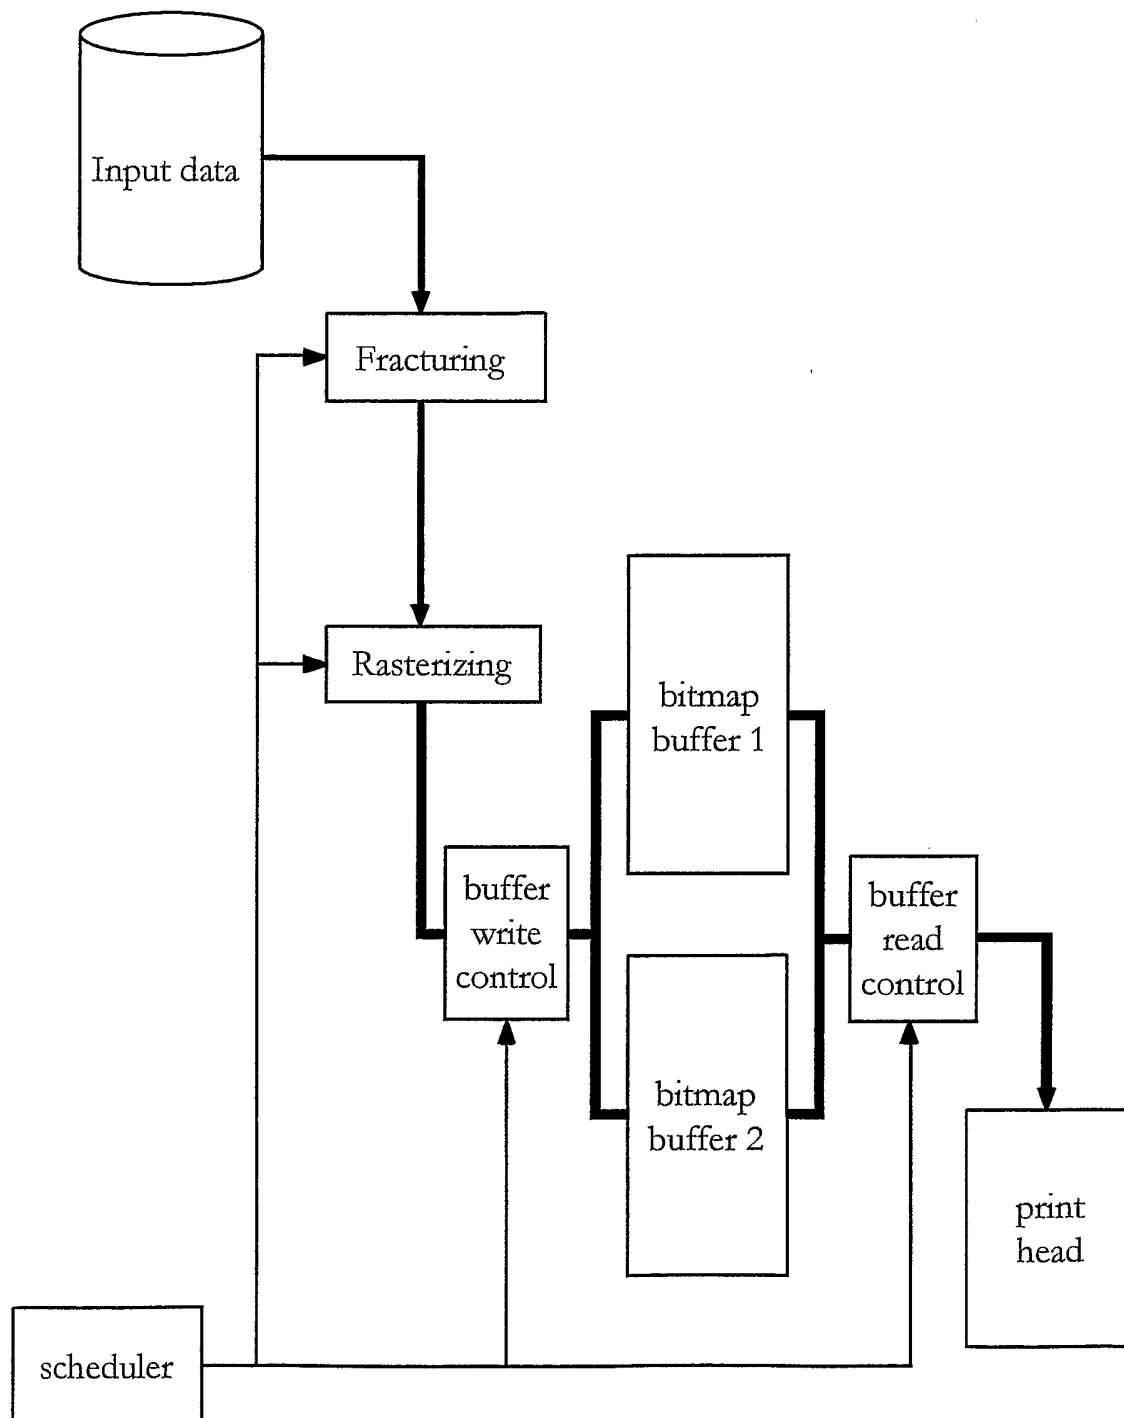 Input data
Fracturing
Rasterizing
bitmap
buffer 1
buffer
write
control
buffer
read
control
bitmap
buffer 2
print
head
scheduler